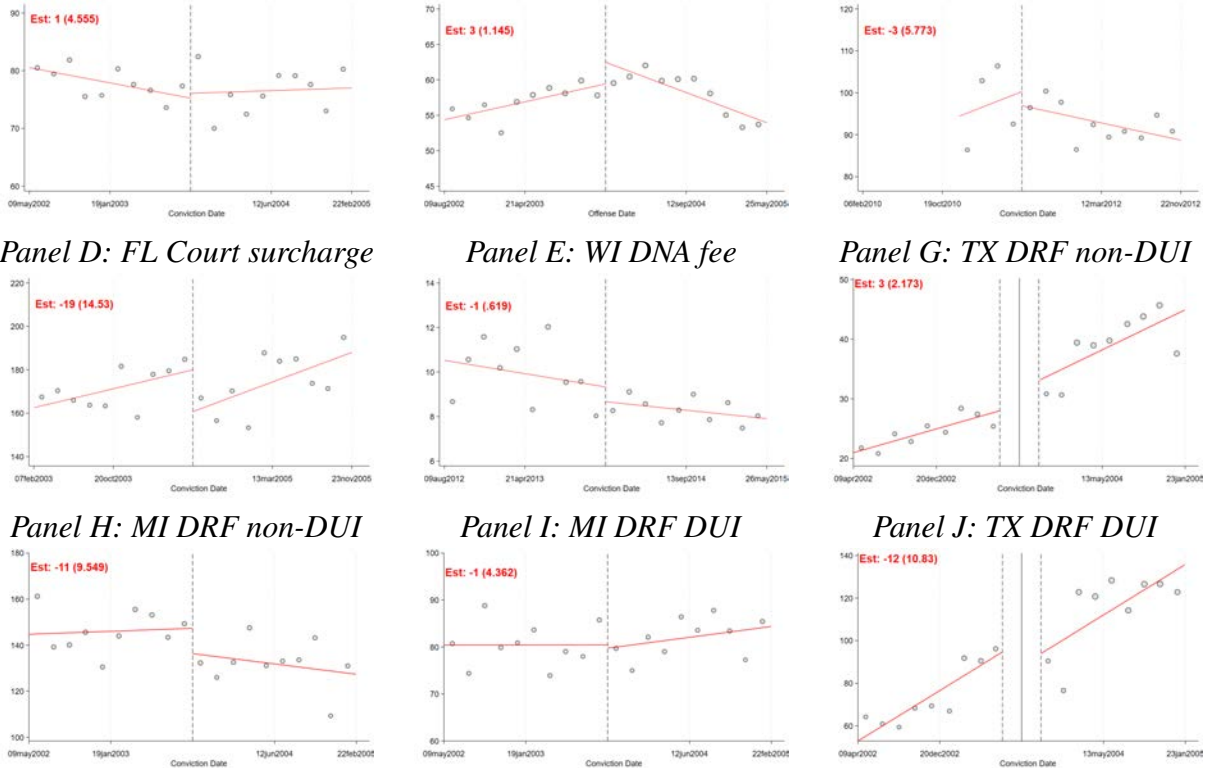 90
80
70
60
Est: 1 (4.555)
09may2002 19jan2003 12jun2004 22feb2005
Conviction Date
70
65
60
55
50
45
Est: 3 (1.145)
09aug2002 21apr2003 12sep2004 25may2005
Offense Date
120
110
100
90
80
Est: -3 (5.773)
06feb2010 19oct2010 12mar2012 22nov2012
Conviction Date
Panel D: FL Court surcharge
Panel E: WI DNA fee
Panel G: TX DRF non-DUI
220
200
180
160
140
Est: -19 (14.53)
07feb2003 20oct2003 13mar2005 23nov2005
Conviction Date
14
12
10
8
6
Est: -1 (.619)
09aug2012 21apr2013 13sep2014 26may2015
Conviction Date
50
40
30
20
Est: 3 (2.173)
09apr2002 20dec2002 13may2004 23jan2005
Conviction Date
Panel H: MI DRF non-DUI
Panel I: MI DRF DUI
Panel J: TX DRF DUI
180
160
140
120
100
Est: -11 (9.549)
09may2002 19jan2003 12jun2004 22feb2005
Conviction Date
100
90
80
70
60
Est: -1 (4.362)
09may2002 19jan2003 12jun2004 22feb2005
Conviction Date
140
120
100
80
60
Est: -12 (10.83)
09apr2002 20dec2002 13may2004 23jan2005
Conviction Date